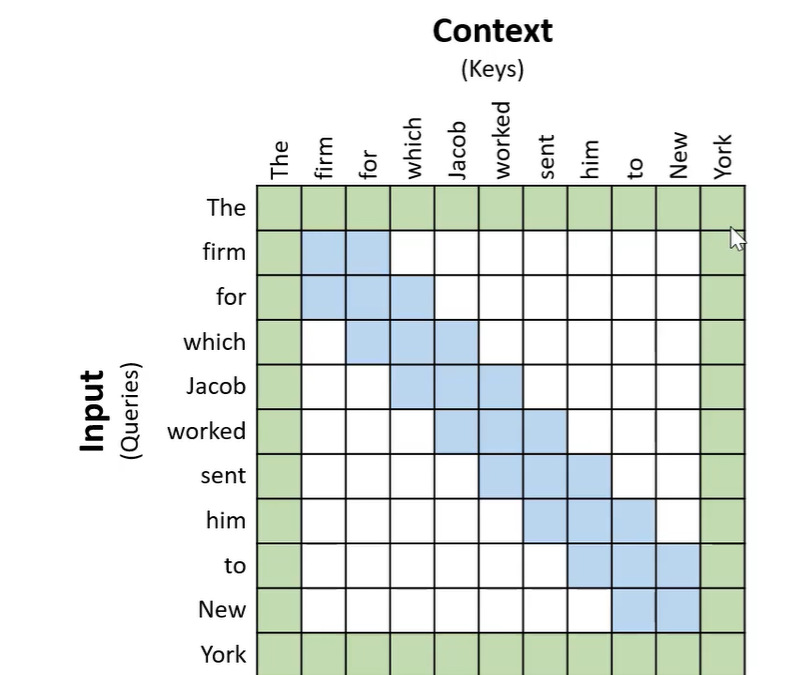 Context
(Keys)
The
firm
for
which
Jacob
worked
sent
him
to
New
York
Input
(Queries)
The
firm
for
which
Jacob
worked
sent
him
to
New
York